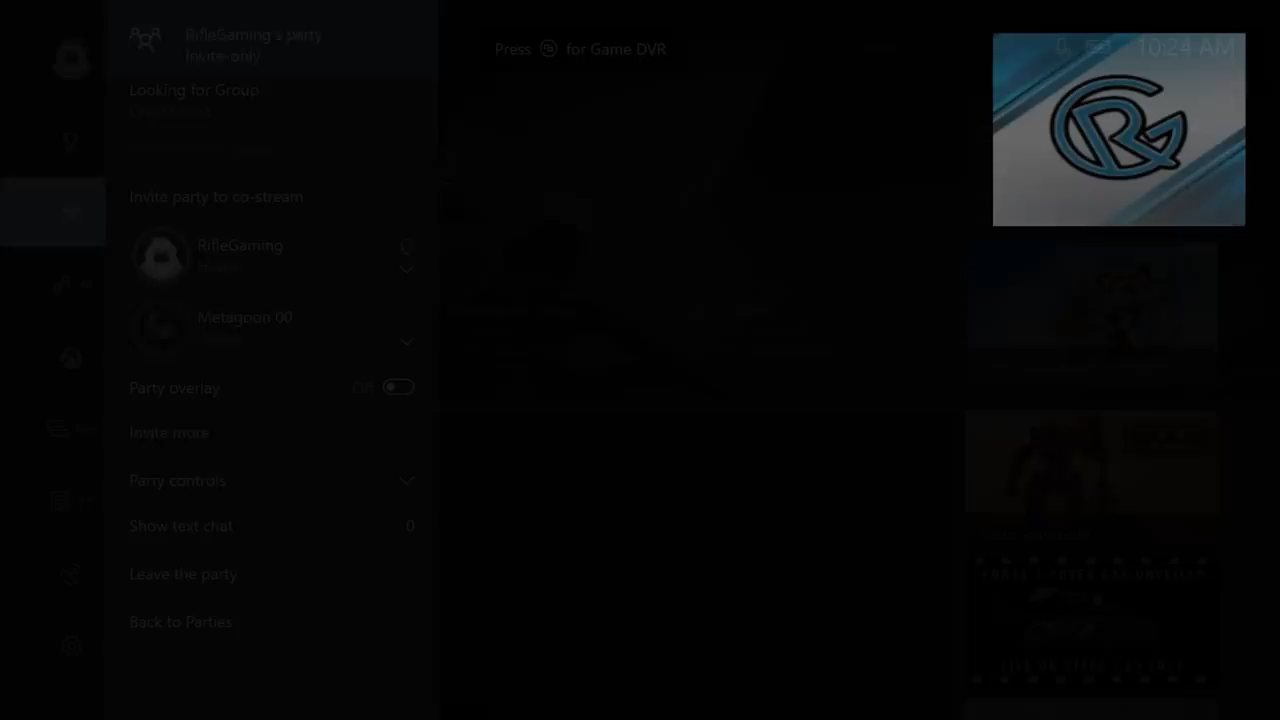 RifleGaming's party
Invite-only
Press for Game DVR
10:24 AM
Looking for Group
Invite party to co-stream
RifleGaming
Metagoon 00
Party overlay
Off
Invite more
Party controls
Show text chat 0
Leave the party
Back to Parties